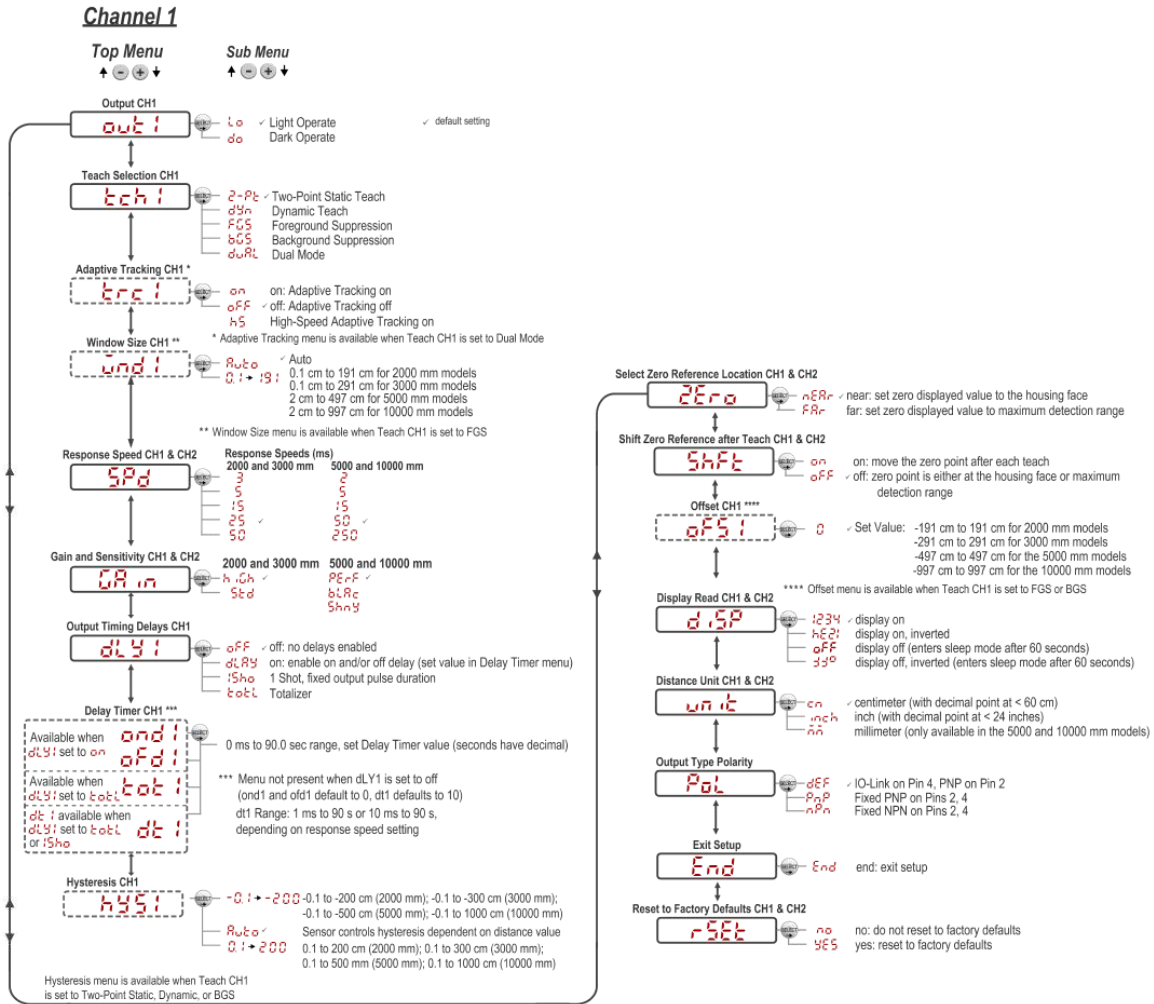 Channel 1
Top Menu
Sub Menu
Output CH1
out1
SELECT
Lo ✓ Light Operate
do Dark Operate
✓ default setting
Teach Selection CH1
tch1
SELECT
2-Pt ✓ Two-Point Static Teach
dYn Dynamic Teach
FGS Foreground Suppression
bGS Background Suppression
duAL Dual Mode
Adaptive Tracking CH1 *
trc1
SELECT
on on: Adaptive Tracking on
oFF ✓ off: Adaptive Tracking off
hS High-Speed Adaptive Tracking on
* Adaptive Tracking menu is available when Teach CH1 is set to Dual Mode
Window Size CH1 **
SELECT
Auto ✓ Auto
0.1 → 191 0.1 cm to 191 cm for 2000 mm models
0.1 cm to 291 cm for 3000 mm models
2 cm to 497 cm for 5000 mm models
2 cm to 997 cm for 10000 mm models
** Window Size menu is available when Teach CH1 is set to FGS
Response Speed CH1 & CH2
SPd
SELECT
Response Speeds (ms)
2000 and 3000 mm 5000 and 10000 mm
3 2
5 5
15 15
25 ✓ 50 ✓
50 250
Gain and Sensitivity CH1 & CH2
GAin
SELECT
2000 and 3000 mm 5000 and 10000 mm
hiGh ✓ PErF ✓
Std bLAc
ShnY
Output Timing Delays CH1
dLY1
SELECT
oFF ✓ off: no delays enabled
dLAY on: enable on and/or off delay (set value in Delay Timer menu)
1Sho 1 Shot, fixed output pulse duration
totL Totalizer
Delay Timer CH1 ***
Available when
dLY1 set to on
ond1
oFd1
SELECT
Available when
dLY1 set to totL
tot1
dt1 available when
dLY1 set to totL
or 1Sho
dt1
0 ms to 90.0 sec range, set Delay Timer value (seconds have decimal)
*** Menu not present when dLY1 is set to off
(ond1 and ofd1 default to 0, dt1 defaults to 10)
dt1 Range: 1 ms to 90 s or 10 ms to 90 s,
depending on response speed setting
Hysteresis CH1
hYS1
SELECT
-0.1 → -200 -0.1 to -200 cm (2000 mm); -0.1 to -300 cm (3000 mm);
-0.1 to -500 cm (5000 mm); -0.1 to 1000 cm (10000 mm)
Auto ✓ Sensor controls hysteresis dependent on distance value
0.1 → 200 0.1 to 200 cm (2000 mm); 0.1 to 300 cm (3000 mm);
0.1 to 500 mm (5000 mm); 0.1 to 1000 cm (10000 mm)
Hysteresis menu is available when Teach CH1
is set to Two-Point Static, Dynamic, or BGS
Select Zero Reference Location CH1 & CH2
ZEro
SELECT
nEAr ✓ near: set zero displayed value to the housing face
FAr far: set zero displayed value to maximum detection range
Shift Zero Reference after Teach CH1 & CH2
ShFt
SELECT
on on: move the zero point after each teach
oFF ✓ off: zero point is either at the housing face or maximum
detection range
Offset CH1 ****
oFS1
SELECT
0 ✓ Set Value: -191 cm to 191 cm for 2000 mm models
-291 cm to 291 cm for 3000 mm models
-497 cm to 497 cm for the 5000 mm models
-997 cm to 997 cm for the 10000 mm models
**** Offset menu is available when Teach CH1 is set to FGS or BGS
Display Read CH1 & CH2
diSP
SELECT
1234 ✓ display on
display on, inverted
oFF display off (enters sleep mode after 60 seconds)
display off, inverted (enters sleep mode after 60 seconds)
Distance Unit CH1 & CH2
unit
SELECT
cn ✓ centimeter (with decimal point at < 60 cm)
inch inch (with decimal point at < 24 inches)
millimeter (only available in the 5000 and 10000 mm models)
Output Type Polarity
PoL
SELECT
dEF ✓ IO-Link on Pin 4, PNP on Pin 2
PnP Fixed PNP on Pins 2, 4
nPn Fixed NPN on Pins 2, 4
Exit Setup
End
SELECT
End end: exit setup
Reset to Factory Defaults CH1 & CH2
rSEt
SELECT
no no: do not reset to factory defaults
YES yes: reset to factory defaults